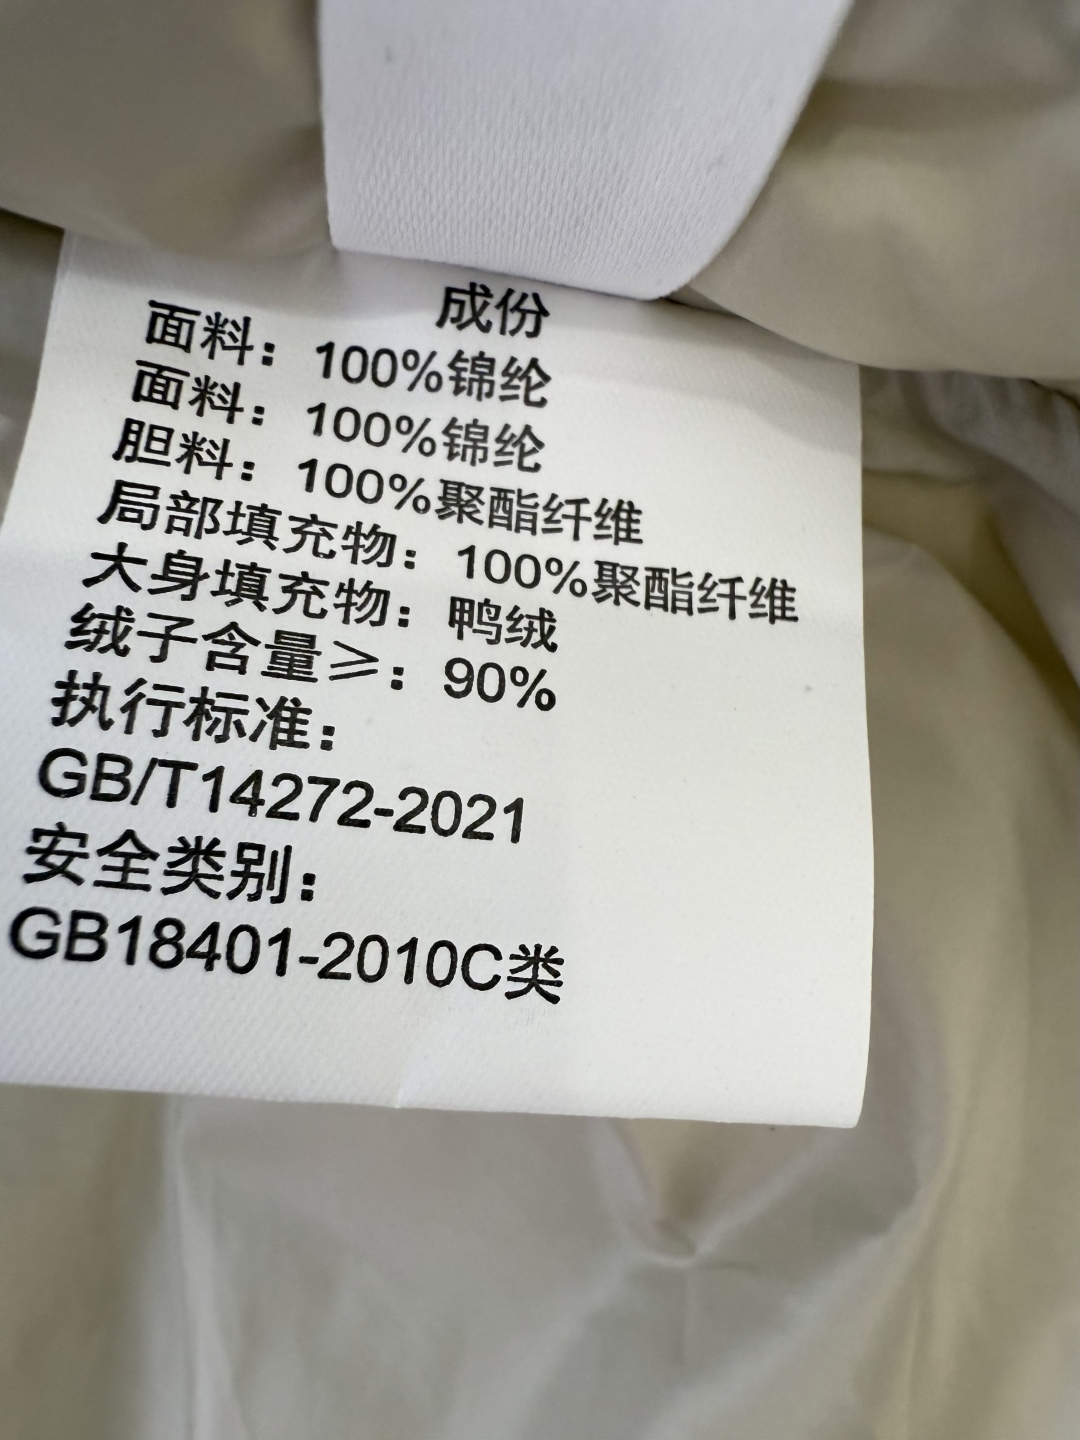 成份
面料：100%锦纶
面料：100%锦纶
胆料：100%聚酯纤维
局部填充物：100%聚酯纤维
大身填充物：鸭绒
绒子含量≥：90%
执行标准：
GB/T14272-2021
安全类别：
GB18401-2010C类